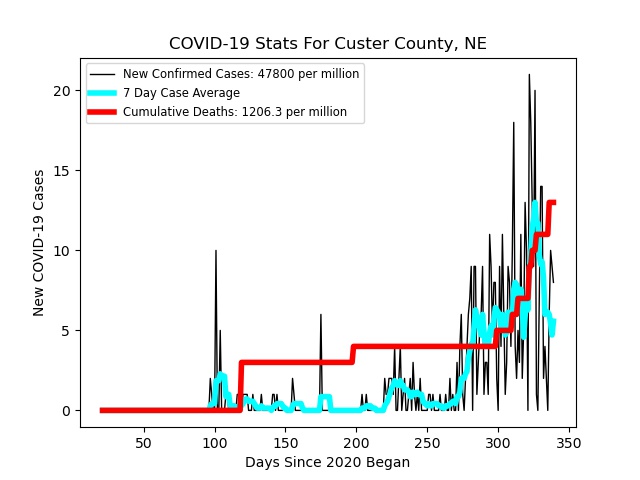 COVID-19 Stats For Custer County, NE
New Confirmed Cases: 47800 per million
7 Day Case Average
Cumulative Deaths: 1206.3 per million
New COVID-19 Cases
20
15
10
5
0
50
100
150
200
250
300
350
Days Since 2020 Began